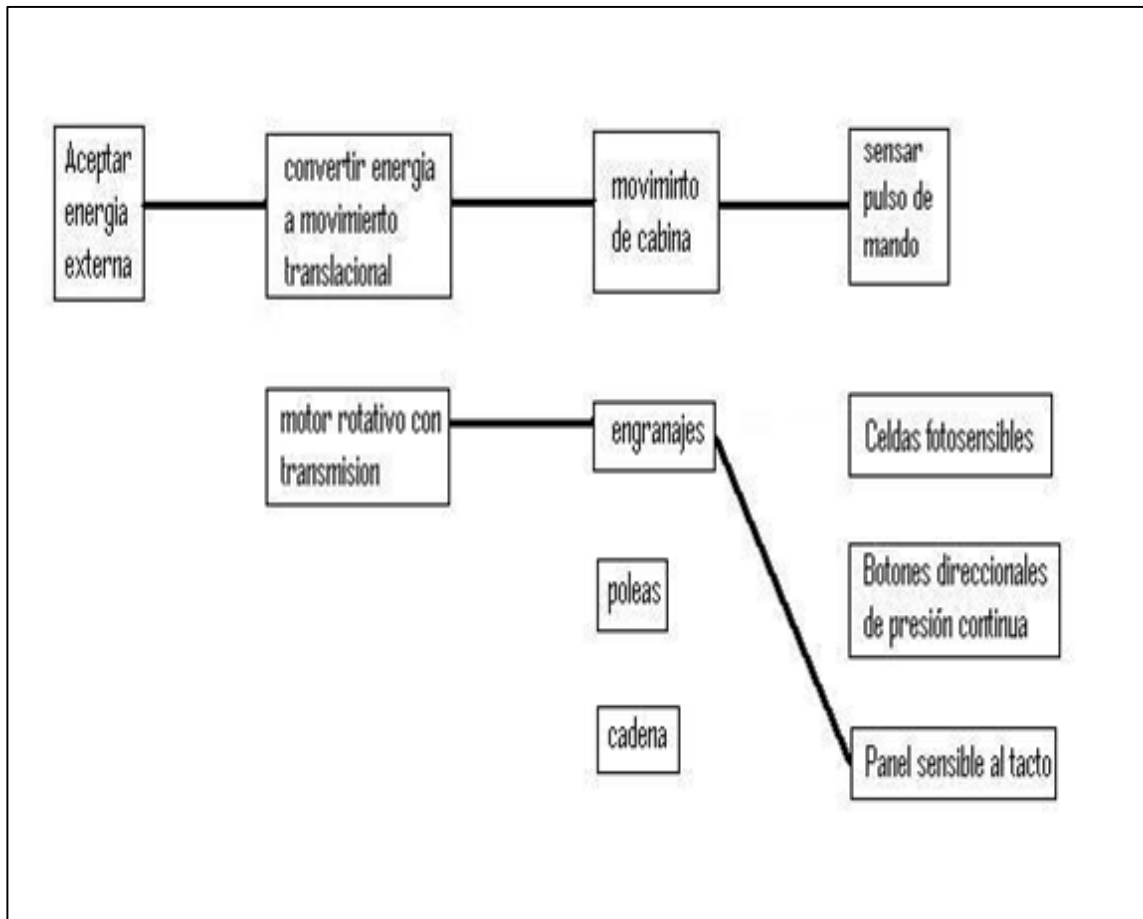 Aceptar
energia
externa
convertir energia
a movimiento
translacional
moviminto
de cabina
sensar
pulso de
mando
motor rotativo con
transmision
engranajes
Celdas fotosensibles
poleas
Botones direccionales
de presión continua
cadena
Panel sensible al tacto